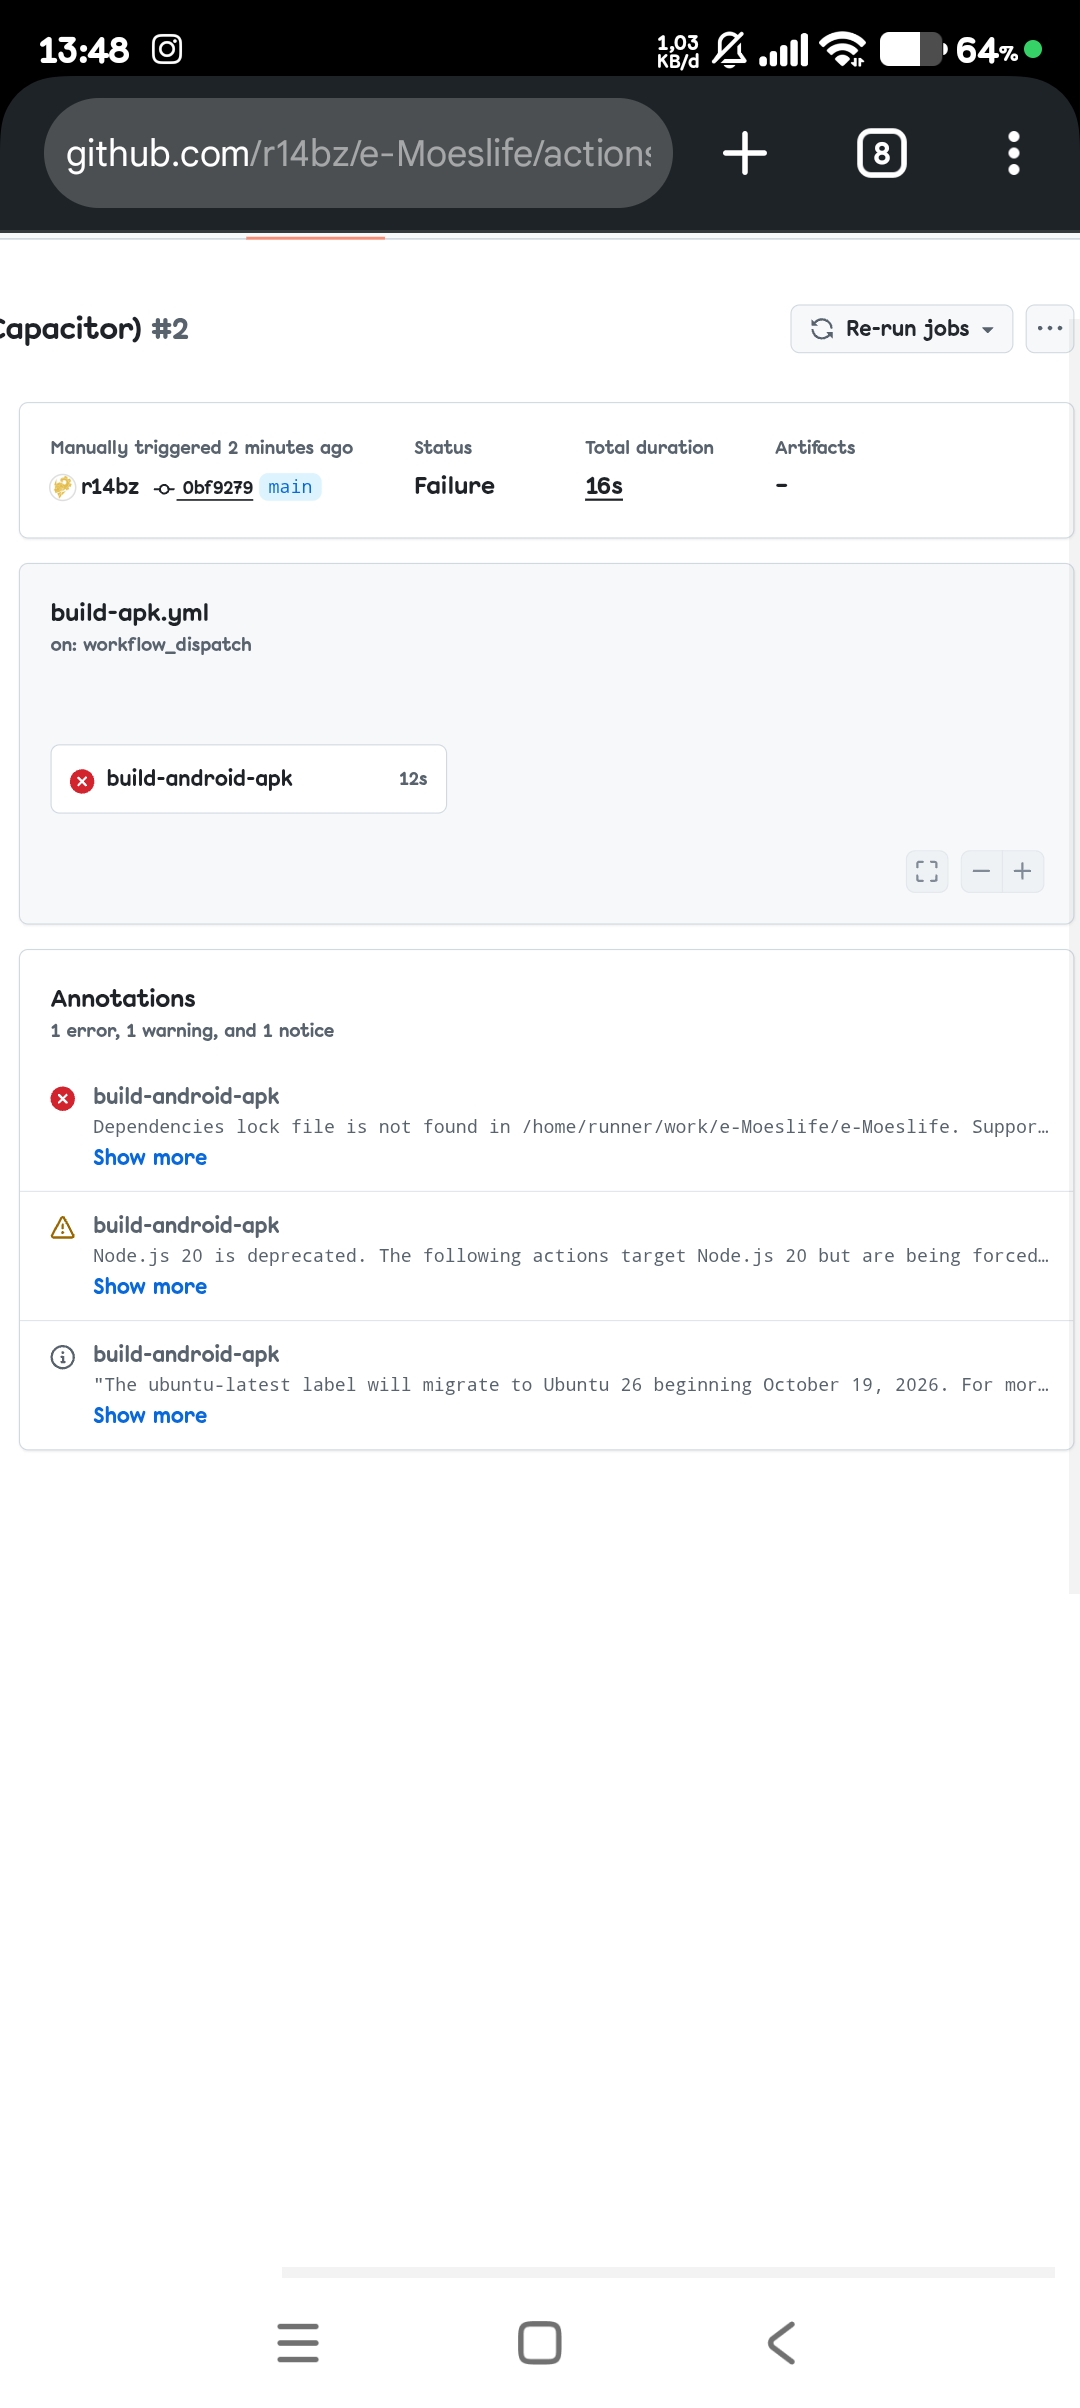 13:48
1,03
KB/d
64%
github.com/r14bz/e-Moeslife/actions
8
Capacitor) #2
Re-run jobs
Manually triggered 2 minutes ago
r14bz 0bf9279 main
Status
Failure
Total duration
16s
Artifacts
–
build-apk.yml
on: workflow_dispatch
build-android-apk 12s
Annotations
1 error, 1 warning, and 1 notice
build-android-apk
Dependencies lock file is not found in /home/runner/work/e-Moeslife/e-Moeslife. Suppor…
Show more
build-android-apk
Node.js 20 is deprecated. The following actions target Node.js 20 but are being forced…
Show more
build-android-apk
"The ubuntu-latest label will migrate to Ubuntu 26 beginning October 19, 2026. For mor…
Show more